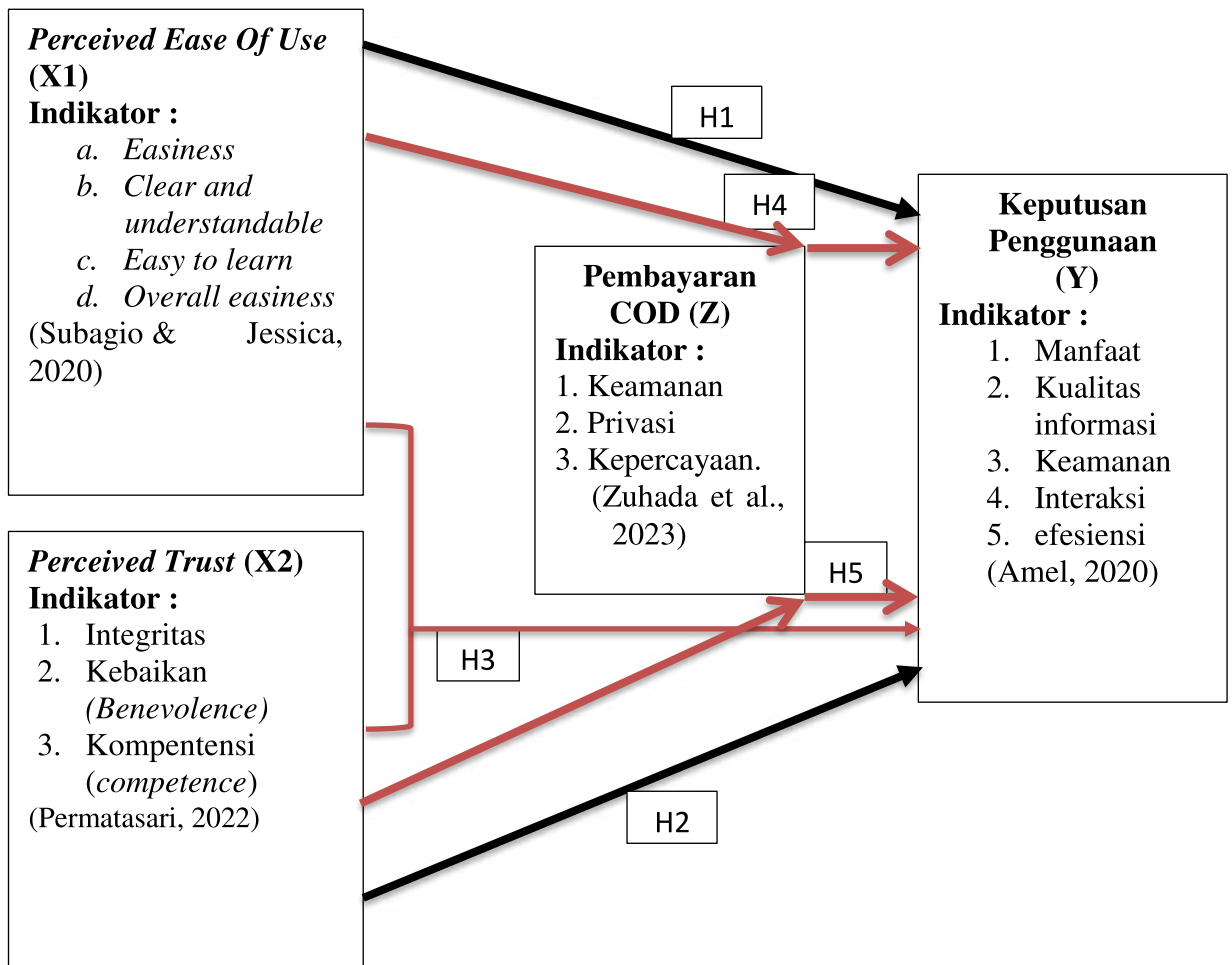 Perceived Ease Of Use
(X1)
Indikator :
a. Easiness
b. Clear and
understandable
c. Easy to learn
d. Overall easiness
(Subagio & Jessica,
2020)
Perceived Trust (X2)
Indikator :
1. Integritas
2. Kebaikan
(Benevolence)
3. Kompentensi
(competence)
(Permatasari, 2022)
H1
H4
Pembayaran
COD (Z)
Indikator :
1. Keamanan
2. Privasi
3. Kepercayaan.
(Zuhada et al.,
2023)
H5
H3
H2
Keputusan
Penggunaan
(Y)
Indikator :
1. Manfaat
2. Kualitas
informasi
3. Keamanan
4. Interaksi
5. efesiensi
(Amel, 2020)